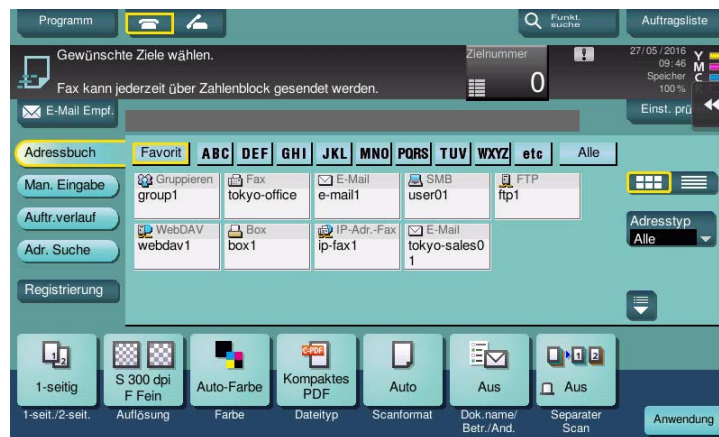 Programm
Funkt.
suche
Auftragsliste
Gewünschte Ziele wählen.
Fax kann jederzeit über Zahlenblock gesendet werden.
Zielnummer
0
27/05/2016
09:46
Speicher
100%
Y
M
C
E-Mail Empf.
Einst. prü
Adressbuch
Favorit ABC DEF GHI JKL MNO PQRS TUV WXYZ etc Alle
Man. Eingabe
Auftr.verlauf
Adr. Suche
Registrierung
Gruppieren
group1
Fax
tokyo-office
E-Mail
e-mail1
SMB
user01
FTP
ftp1
WebDAV
webdav1
Box
box1
IP-Adr.-Fax
ip-fax1
E-Mail
tokyo-sales0
1
Adresstyp
Alle
1-seitig
1-seit./2-seit.
S 300 dpi
F Fein
Auflösung
Auto-Farbe
Farbe
C-PDF
Kompaktes
PDF
Dateityp
Auto
Scanformat
Aus
Dok.name/
Betr./And.
Aus
Separater
Scan
Anwendung